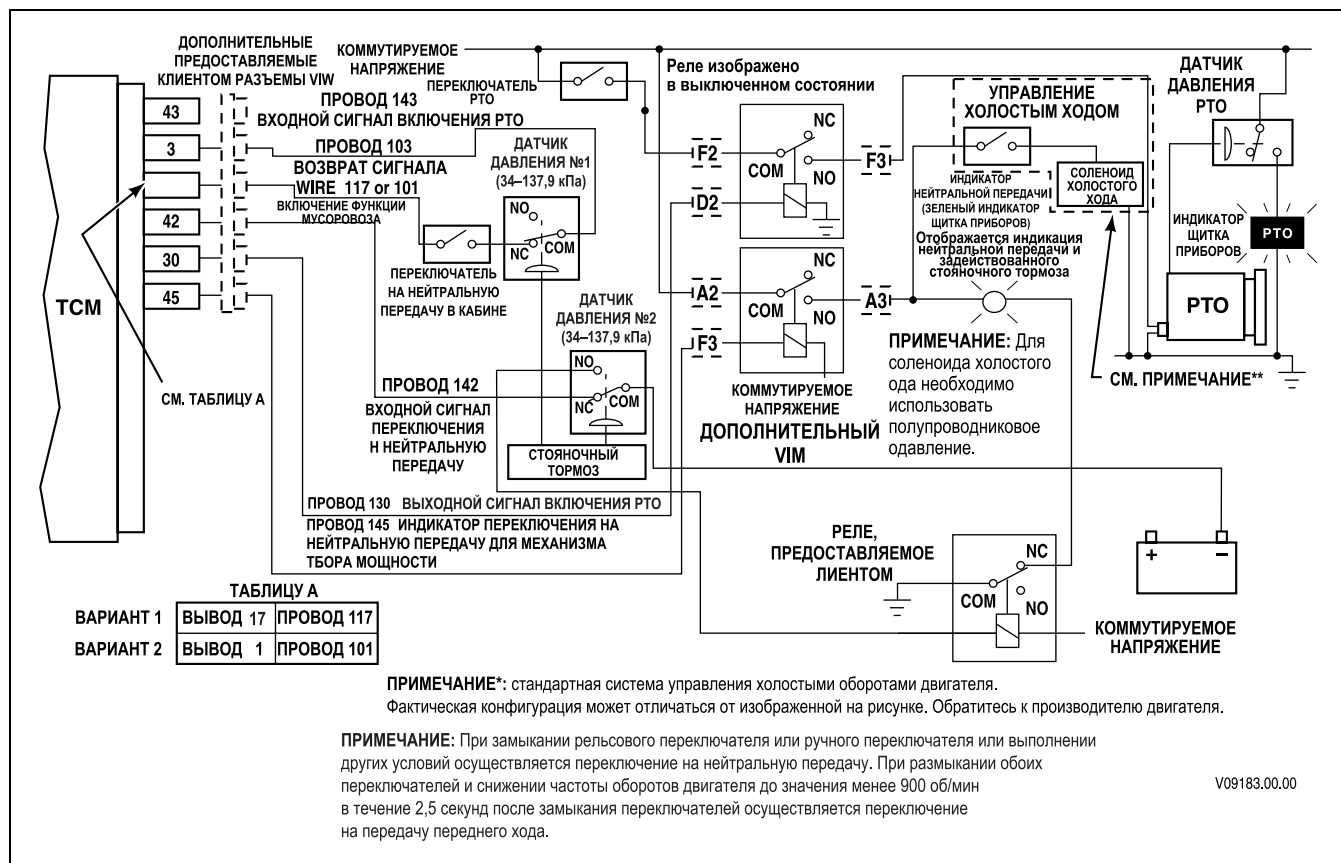 ДОПОЛНИТЕЛЬНЫЕ
ПРЕДОСТАВЛЯЕМЫЕ
КЛИЕНТОМ РАЗЪЕМЫ VIW
КОММУТИРУЕМОЕ
НАПРЯЖЕНИЕ
ПЕРЕКЛЮЧАТЕЛЬ
PTO
Реле изображено
в выключенном состоянии
ДАТЧИК
ДАВЛЕНИЯ
PTO
УПРАВЛЕНИЕ
ХОЛОСТЫМ ХОДОМ
43
3
42
30
45
TCM
ПРОВОД 143
ВХОДНОЙ СИГНАЛ ВКЛЮЧЕНИЯ PTO
ПРОВОД 103
ВОЗВРАТ СИГНАЛА
WIRE 117 or 101
ВКЛЮЧЕНИЕ ФУНКЦИИ
МУСОРОВОЗА
ДАТЧИК
ДАВЛЕНИЯ №1
(34–137,9 кПа)
NO
COM
NC
ПЕРЕКЛЮЧАТЕЛЬ
НА НЕЙТРАЛЬНУЮ
ПЕРЕДАЧУ В КАБИНЕ
ДАТЧИК
ДАВЛЕНИЯ №2
(34–137,9 кПа)
NO
COM
NC
СТОЯНОЧНЫЙ
ТОРМОЗ
F2
D2
NC
COM
NO
F3
A2
F3
NC
COM
NO
A3
КОММУТИРУЕМОЕ
НАПРЯЖЕНИЕ
ДОПОЛНИТЕЛЬНЫЙ
VIM
СОЛЕНОИД
ХОЛОСТОГО
ХОДА
ИНДИКАТОР
НЕЙТРАЛЬНОЙ ПЕРЕДАЧИ
(ЗЕЛЕНЫЙ ИНДИКАТОР
ЩИТКА ПРИБОРОВ)
Отображается индикация
нейтральной передачи и
задействованного
стояночного тормоза
ИНДИКАТОР
ЩИТКА
ПРИБОРОВ
PTO
PTO
ПРИМЕЧАНИЕ: Для
соленоида холостого
ода необходимо
использовать
полупроводниковое
одавление.
СМ. ПРИМЕЧАНИЕ**
СМ. ТАБЛИЦУ А
ПРОВОД 142
ВХОДНОЙ СИГНАЛ
ПЕРЕКЛЮЧЕНИЯ
Н НЕЙТРАЛЬНУЮ
ПЕРЕДАЧУ
ПРОВОД 130 ВЫХОДНОЙ СИГНАЛ ВКЛЮЧЕНИЯ PTO
ПРОВОД 145 ИНДИКАТОР ПЕРЕКЛЮЧЕНИЯ НА
НЕЙТРАЛЬНУЮ ПЕРЕДАЧУ ДЛЯ МЕХАНИЗМА
ТБОРА МОЩНОСТИ
РЕЛЕ,
ПРЕДОСТАВЛЯЕМОЕ
ЛИЕНТОМ
NC
COM
NO
+ −
КОММУТИРУЕМОЕ
НАПРЯЖЕНИЕ
ТАБЛИЦУ А
ВАРИАНТ 1 ВЫВОД 17 ПРОВОД 117
ВАРИАНТ 2 ВЫВОД 1 ПРОВОД 101
ПРИМЕЧАНИЕ*: стандартная система управления холостыми оборотами двигателя.
Фактическая конфигурация может отличаться от изображенной на рисунке. Обратитесь к производителю двигателя.
ПРИМЕЧАНИЕ: При замыкании рельсового переключателя или ручного переключателя или выполнении
других условий осуществляется переключение на нейтральную передачу. При размыкании обоих
переключателей и снижении частоты оборотов двигателя до значения менее 900 об/мин
в течение 2,5 секунд после замыкания переключателей осуществляется переключение
на передачу переднего хода.
V09183.00.00